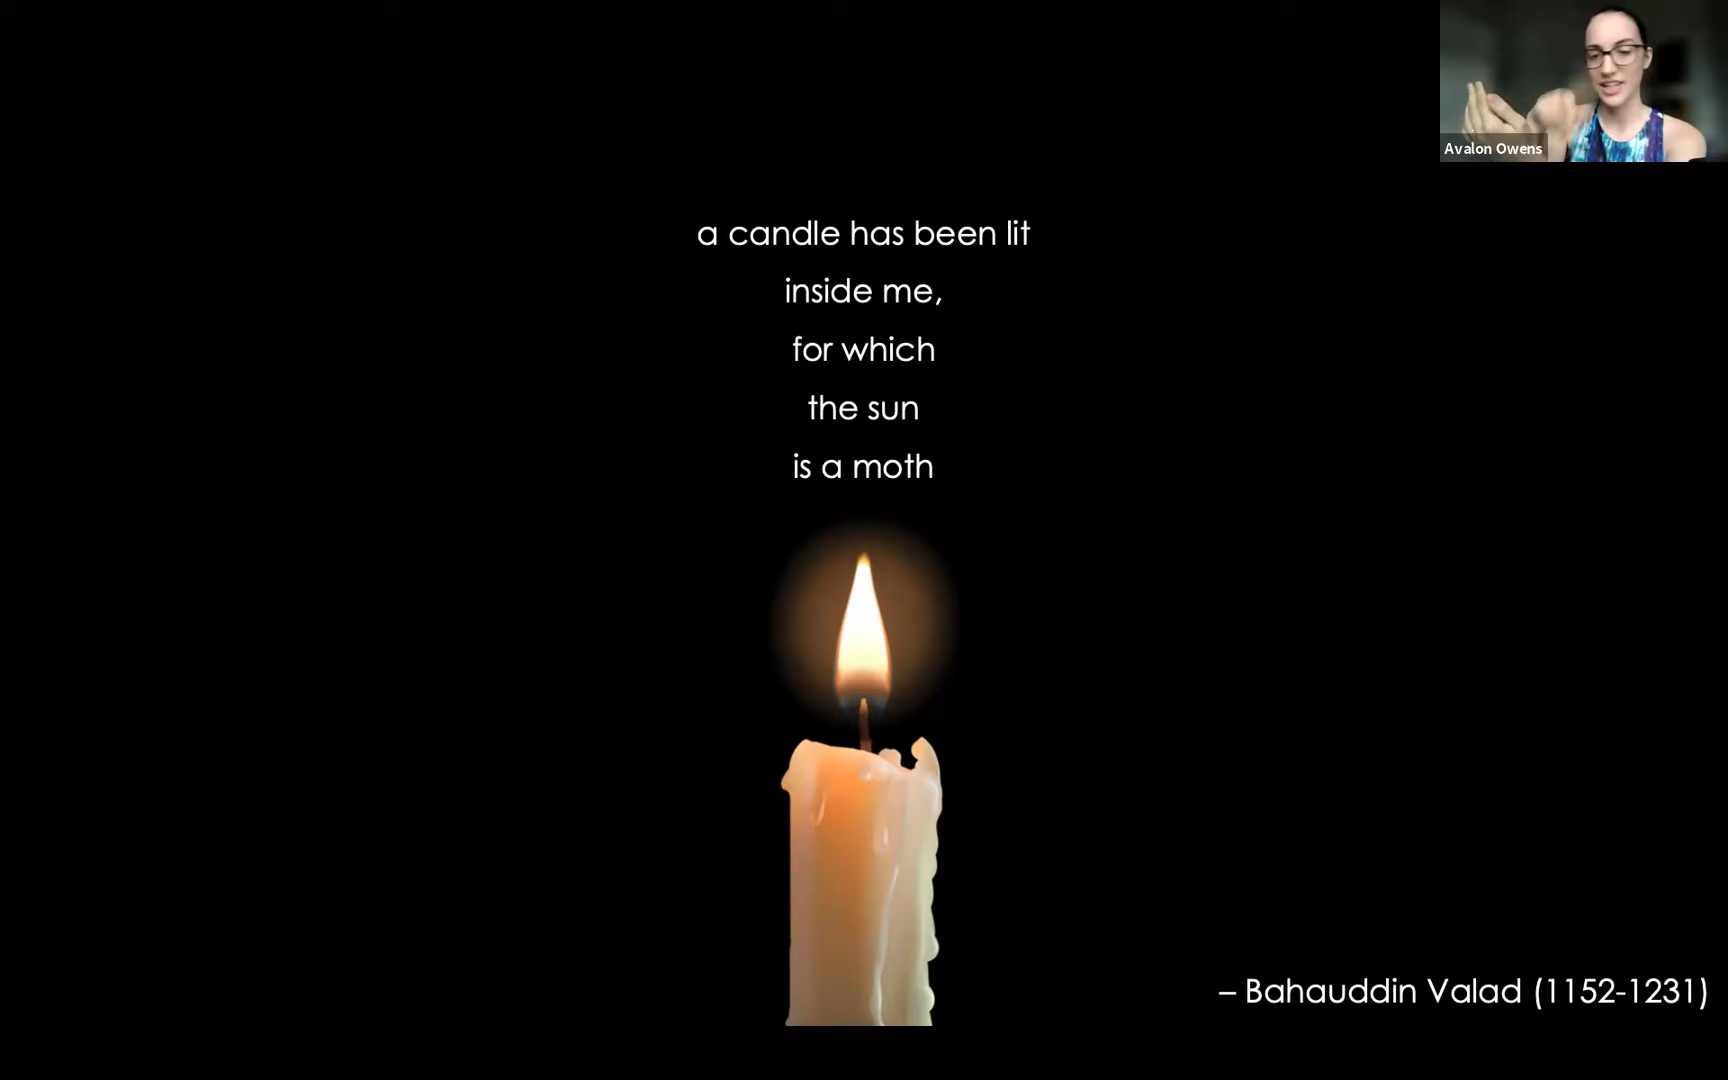 Avalon Owens
a candle has been lit
inside me,
for which
the sun
is a moth
– Bahauddin Valad (1152-1231)